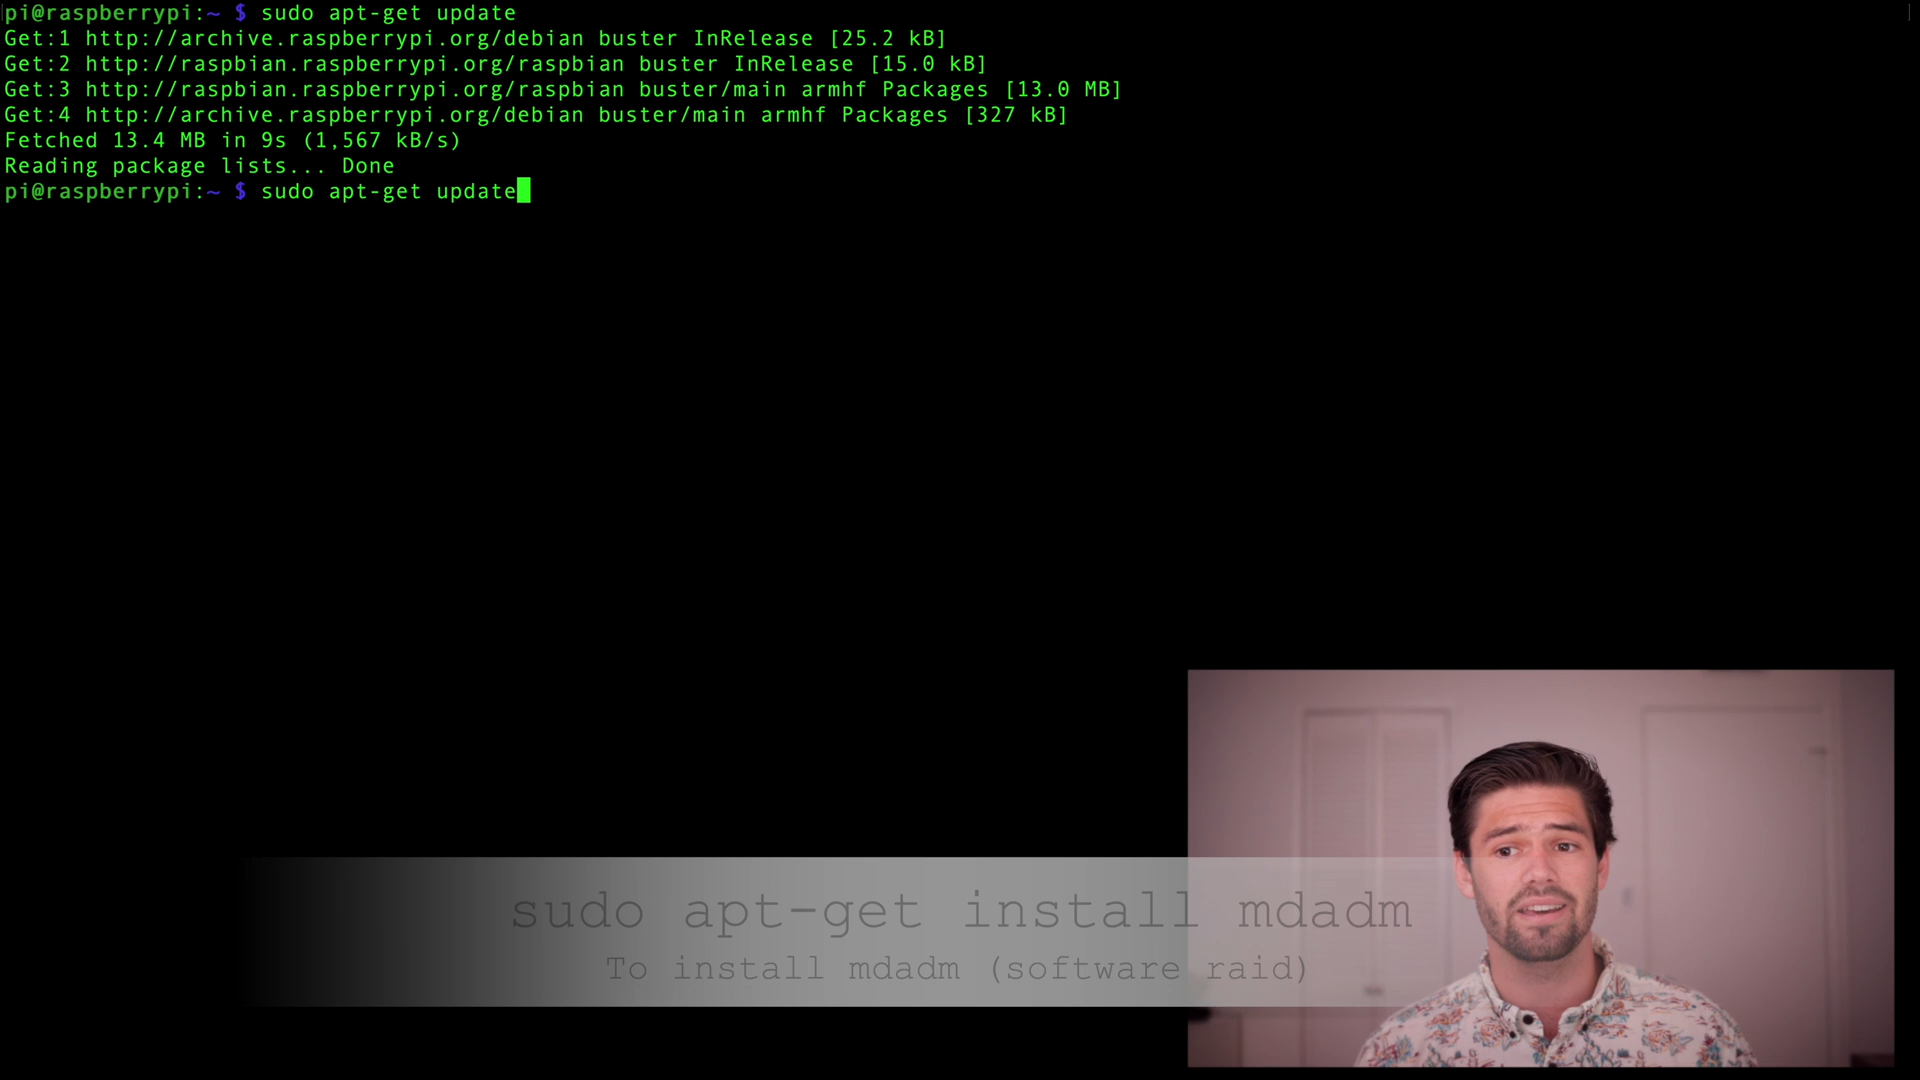 pi@raspberrypi:~ $ sudo apt-get update
Get:1 http://archive.raspberrypi.org/debian buster InRelease [25.2 kB]
Get:2 http://raspbian.raspberrypi.org/raspbian buster InRelease [15.0 kB]
Get:3 http://raspbian.raspberrypi.org/raspbian buster/main armhf Packages [13.0 MB]
Get:4 http://archive.raspberrypi.org/debian buster/main armhf Packages [327 kB]
Fetched 13.4 MB in 9s (1,567 kB/s)
Reading package lists... Done
pi@raspberrypi:~ $ sudo apt-get update
sudo apt-get install mdadm
To install mdadm (software raid)